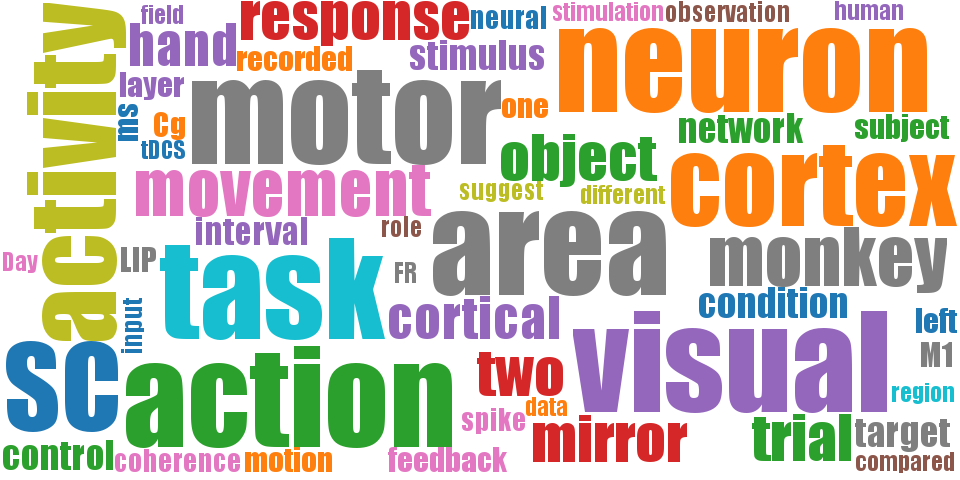 field
response
neural
stimulation
observation
human
hand
recorded
stimulus
neuron
activity
layer
ms
motor
one
Cg
tDCS
network
subject
object
cortex
movement
suggest
different
interval
role
area
monkey
Day
LIP
task
FR
cortical
condition
input
left
sc
action
two
visual
M1
region
data
spike
mirror
trial
target
control
coherence
motion
feedback
compared